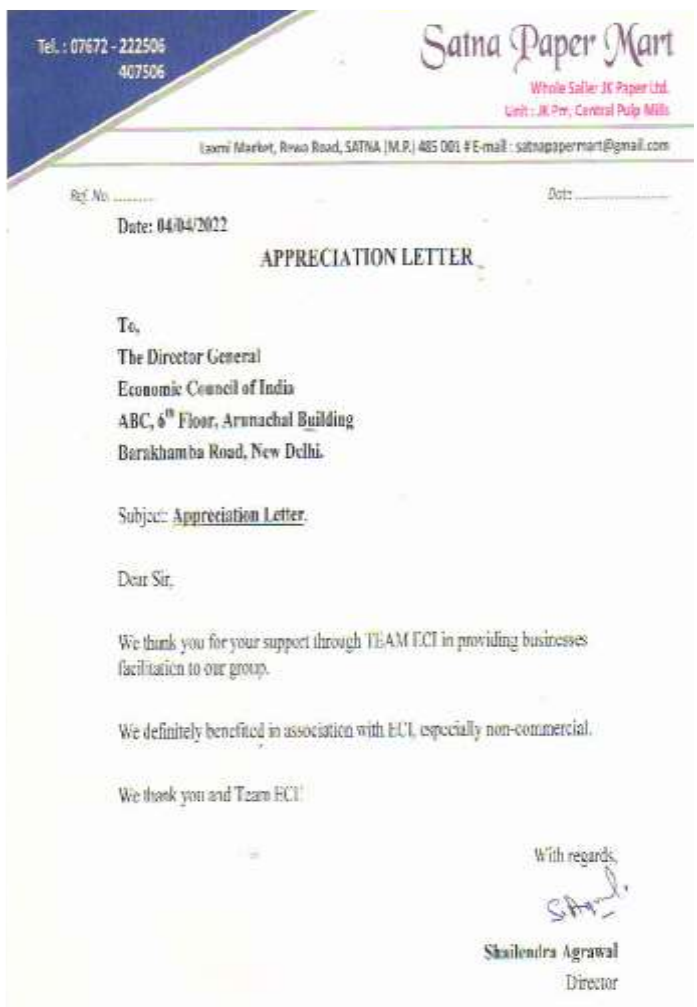 Tel. : 07672 - 222506
407506
Satna Paper Mart
Whole Saller JK Paper Ltd.
Unit : JK Pm, Central Pulp Mills
Laxmi Market, Rewa Road, SATNA (M.P.) 485 001 # E-mail : satnapapermart@gmail.com
Ref. No. ..........
Date ......................
Date: 04/04/2022
APPRECIATION LETTER
To,
The Director General
Economic Council of India
ABC, 6th Floor, Arunachal Building
Barakhamba Road, New Delhi.
Subject: Appreciation Letter.
Dear Sir,
We thank you for your support through TEAM ECI in providing businesses
facilitation to our group.
We definitely benefited in association with ECI, especially non-commercial.
We thank you and Team ECI!
With regards,
Shailendra Agrawal
Director